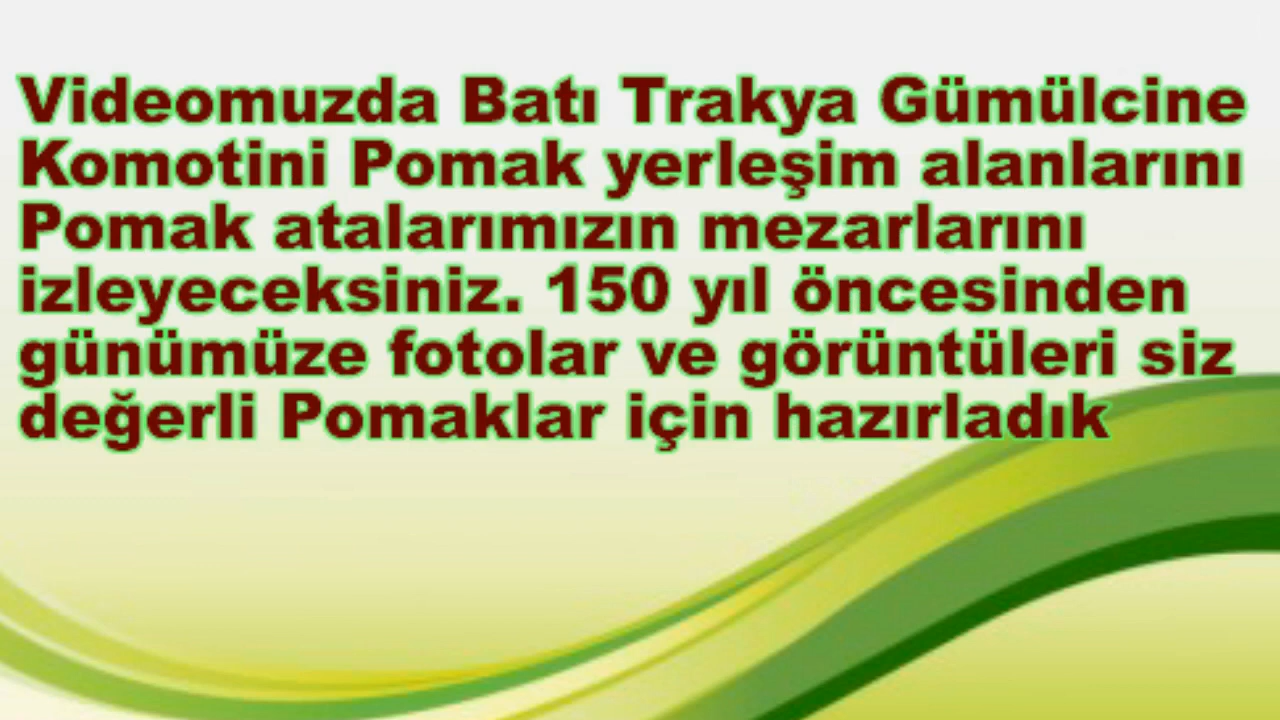 Videomuzda Batı Trakya Gümülcine
Komotini Pomak yerleşim alanlarını
Pomak atalarımızın mezarlarını
izleyeceksiniz. 150 yıl öncesinden
günümüze fotolar ve görüntüleri siz
değerli Pomaklar için hazırladık